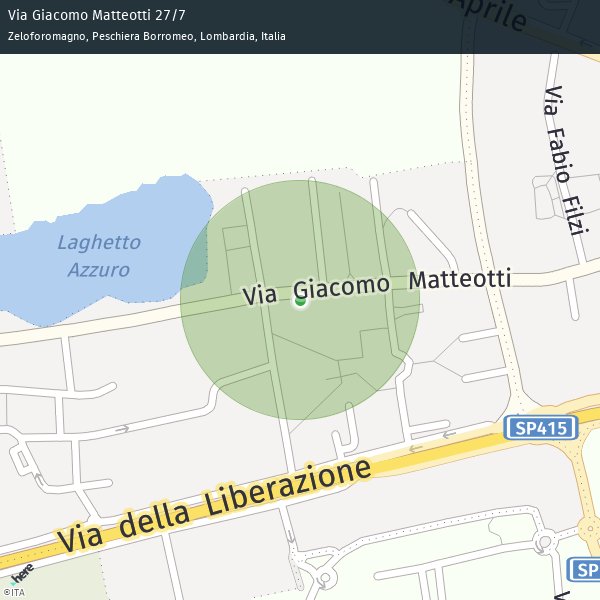 Via Giacomo Matteotti 27/7
Zeloforomagno, Peschiera Borromeo, Lombardia, Italia
Aprile
Via Fabio Filzi
Laghetto
Azzuro
Via Giacomo Matteotti
SP415
Via della Liberazione
SP
here
©ITA